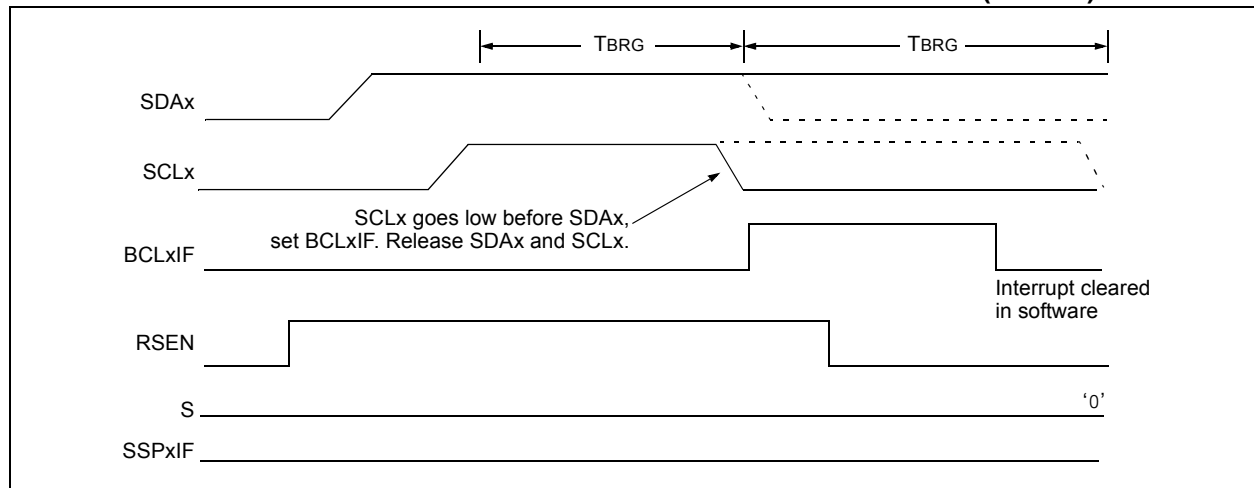 TBRG
TBRG
SDAx
SCLx
SCLx goes low before SDAx,
set BCLxIF. Release SDAx and SCLx.
BCLxIF
Interrupt cleared
in software
RSEN
S
'0'
SSPxIF